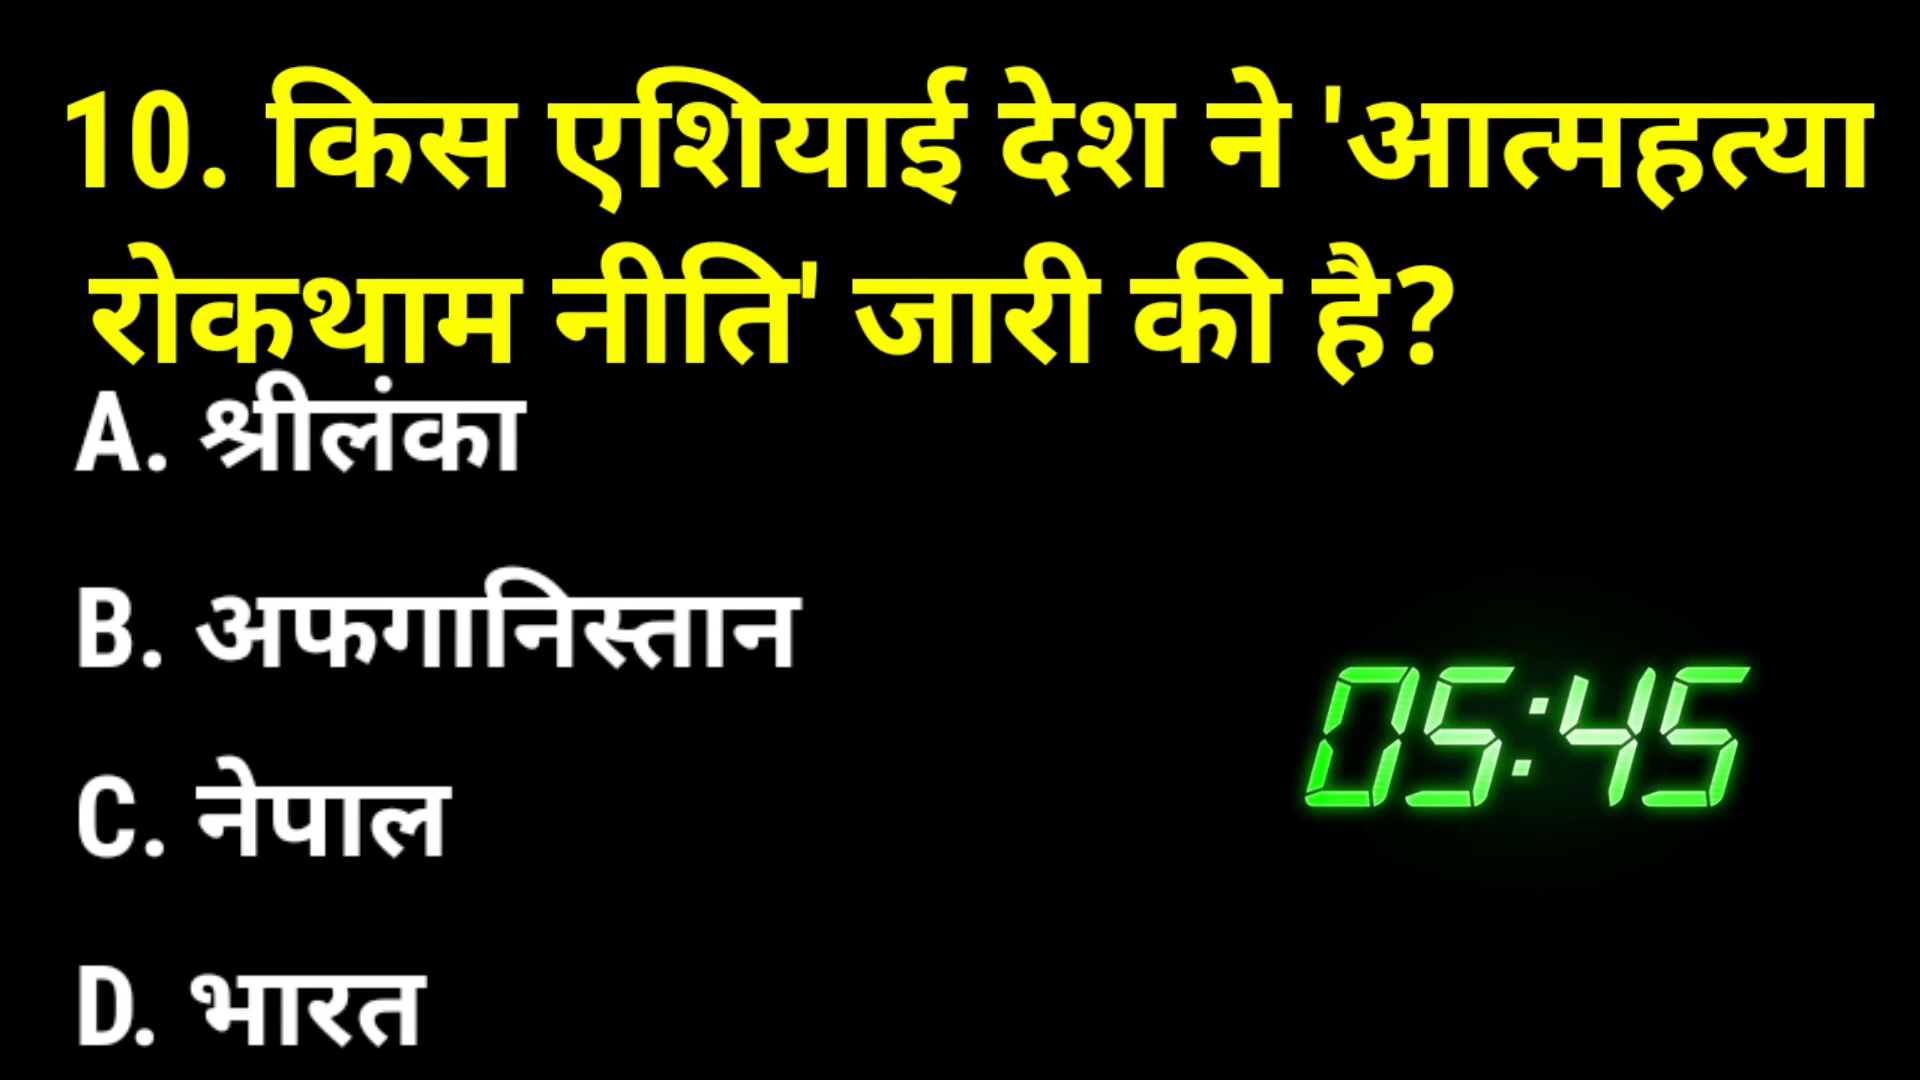 10. किस एशियाई देश ने 'आत्महत्या
रोकथाम नीति' जारी की है?
A. श्रीलंका
B. अफगानिस्तान
05:45
C. नेपाल
D. भारत